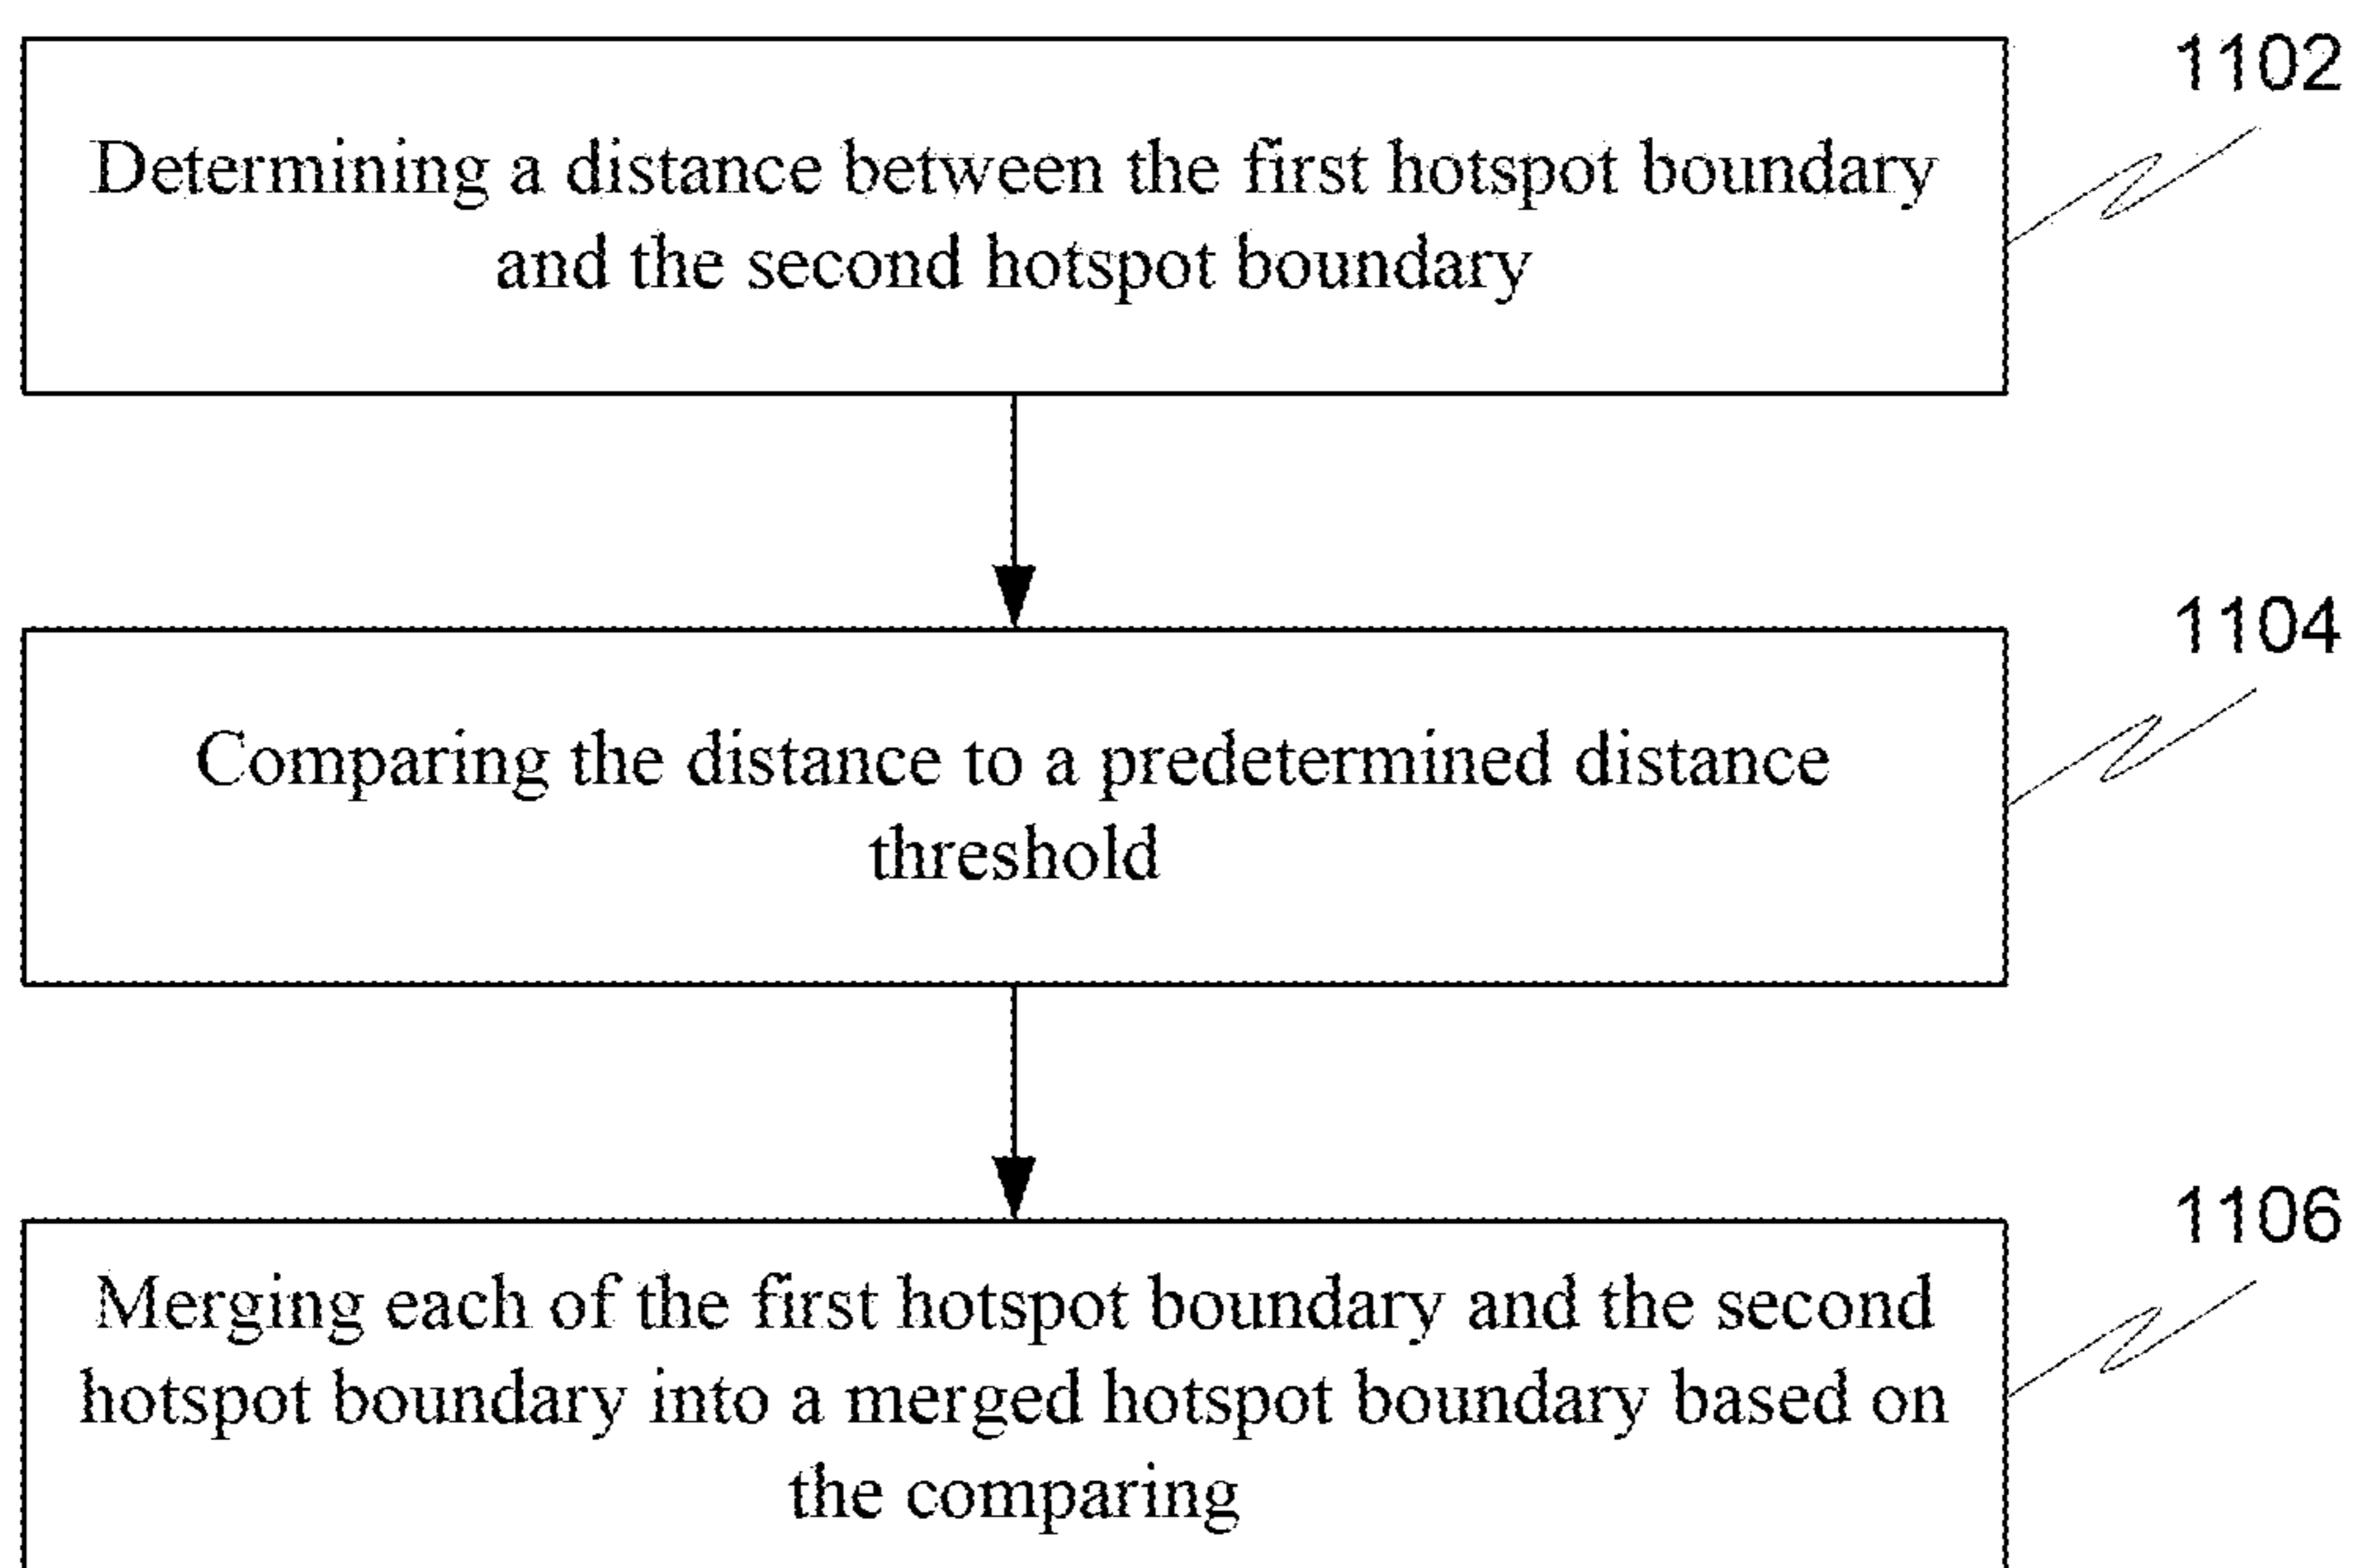 1102
Determining a distance between the first hotspot boundary
and the second hotspot boundary
1104
Comparing the distance to a predetermined distance
threshold
1106
Merging each of the first hotspot boundary and the second
hotspot boundary into a merged hotspot boundary based on
the comparing